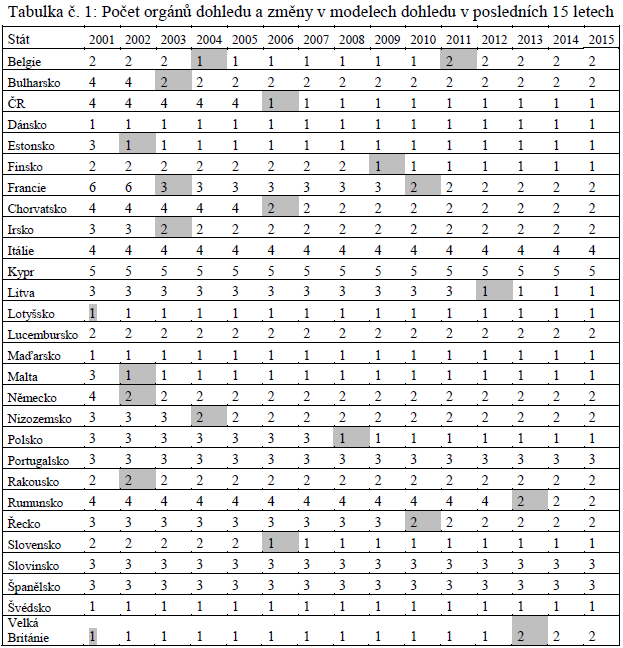 Tabulka č. 1: Počet orgánů dohledu a změny v modelech dohledu v posledních 15 letech
Stát 2001 2002 2003 2004 2005 2006 2007 2008 2009 2010 2011 2012 2013 2014 2015
Belgie 2 2 2 1 1 1 1 1 1 1 2 2 2 2 2
Bulharsko 4 4 2 2 2 2 2 2 2 2 2 2 2 2 2
ČR 4 4 4 4 4 1 1 1 1 1 1 1 1 1 1
Dánsko 1 1 1 1 1 1 1 1 1 1 1 1 1 1 1
Estonsko 3 1 1 1 1 1 1 1 1 1 1 1 1 1 1
Finsko 2 2 2 2 2 2 2 2 1 1 1 1 1 1 1
Francie 6 6 3 3 3 3 3 3 3 2 2 2 2 2 2
Chorvatsko 4 4 4 4 4 2 2 2 2 2 2 2 2 2 2
Irsko 3 3 2 2 2 2 2 2 2 2 2 2 2 2 2
Itálie 4 4 4 4 4 4 4 4 4 4 4 4 4 4 4
Kypr 5 5 5 5 5 5 5 5 5 5 5 5 5 5 5
Litva 3 3 3 3 3 3 3 3 3 3 3 1 1 1 1
Lotyšsko 1 1 1 1 1 1 1 1 1 1 1 1 1 1 1
Lucembursko 2 2 2 2 2 2 2 2 2 2 2 2 2 2 2
Maďarsko 1 1 1 1 1 1 1 1 1 1 1 1 1 1 1
Malta 3 1 1 1 1 1 1 1 1 1 1 1 1 1 1
Německo 4 2 2 2 2 2 2 2 2 2 2 2 2 2 2
Nizozemsko 3 3 3 2 2 2 2 2 2 2 2 2 2 2 2
Polsko 3 3 3 3 3 3 3 1 1 1 1 1 1 1 1
Portugalsko 3 3 3 3 3 3 3 3 3 3 3 3 3 3 3
Rakousko 2 2 2 2 2 2 2 2 2 2 2 2 2 2 2
Rumunsko 4 4 4 4 4 4 4 4 4 4 4 4 2 2 2
Řecko 3 3 3 3 3 3 3 3 3 2 2 2 2 2 2
Slovensko 2 2 2 2 2 1 1 1 1 1 1 1 1 1 1
Slovinsko 3 3 3 3 3 3 3 3 3 3 3 3 3 3 3
Španělsko 3 3 3 3 3 3 3 3 3 3 3 3 3 3 3
Švédsko 1 1 1 1 1 1 1 1 1 1 1 1 1 1 1
Velká
Británie 1 1 1 1 1 1 1 1 1 1 1 1 2 2 2